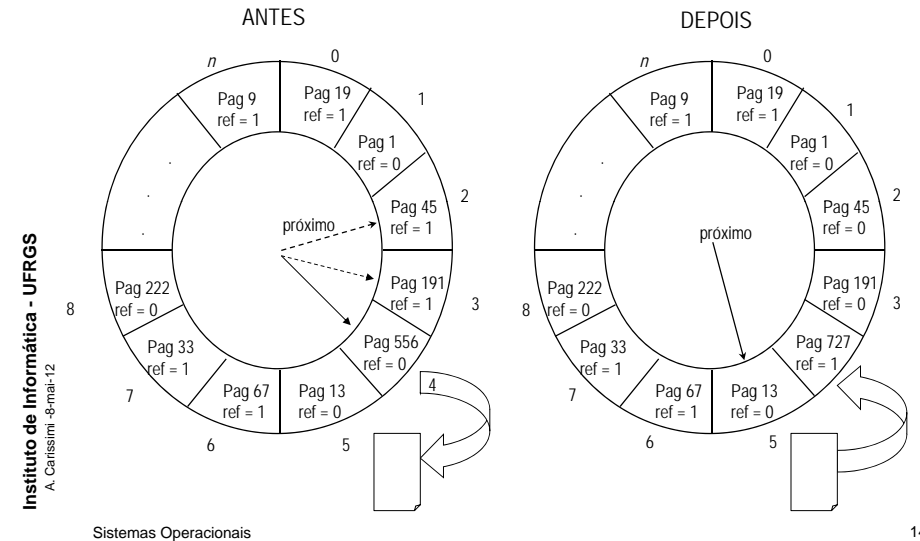 ANTES
n
0
Pag 9
ref = 1
Pag 19
ref = 1
1
Pag 1
ref = 0
2
Pag 45
ref = 1
próximo
Pag 191
ref = 1
3
Pag 556
ref = 0
4
Pag 13
ref = 0
5
Pag 67
ref = 1
6
Pag 33
ref = 1
7
Pag 222
ref = 0
8
DEPOIS
n
0
Pag 9
ref = 1
Pag 19
ref = 1
1
Pag 1
ref = 0
2
Pag 45
ref = 0
próximo
Pag 191
ref = 0
3
Pag 727
ref = 1
Pag 13
ref = 0
5
Pag 67
ref = 1
6
Pag 33
ref = 1
7
Pag 222
ref = 0
8
Instituto de Informática - UFRGS
A. Carissimi -8-mai-12
Sistemas Operacionais
14